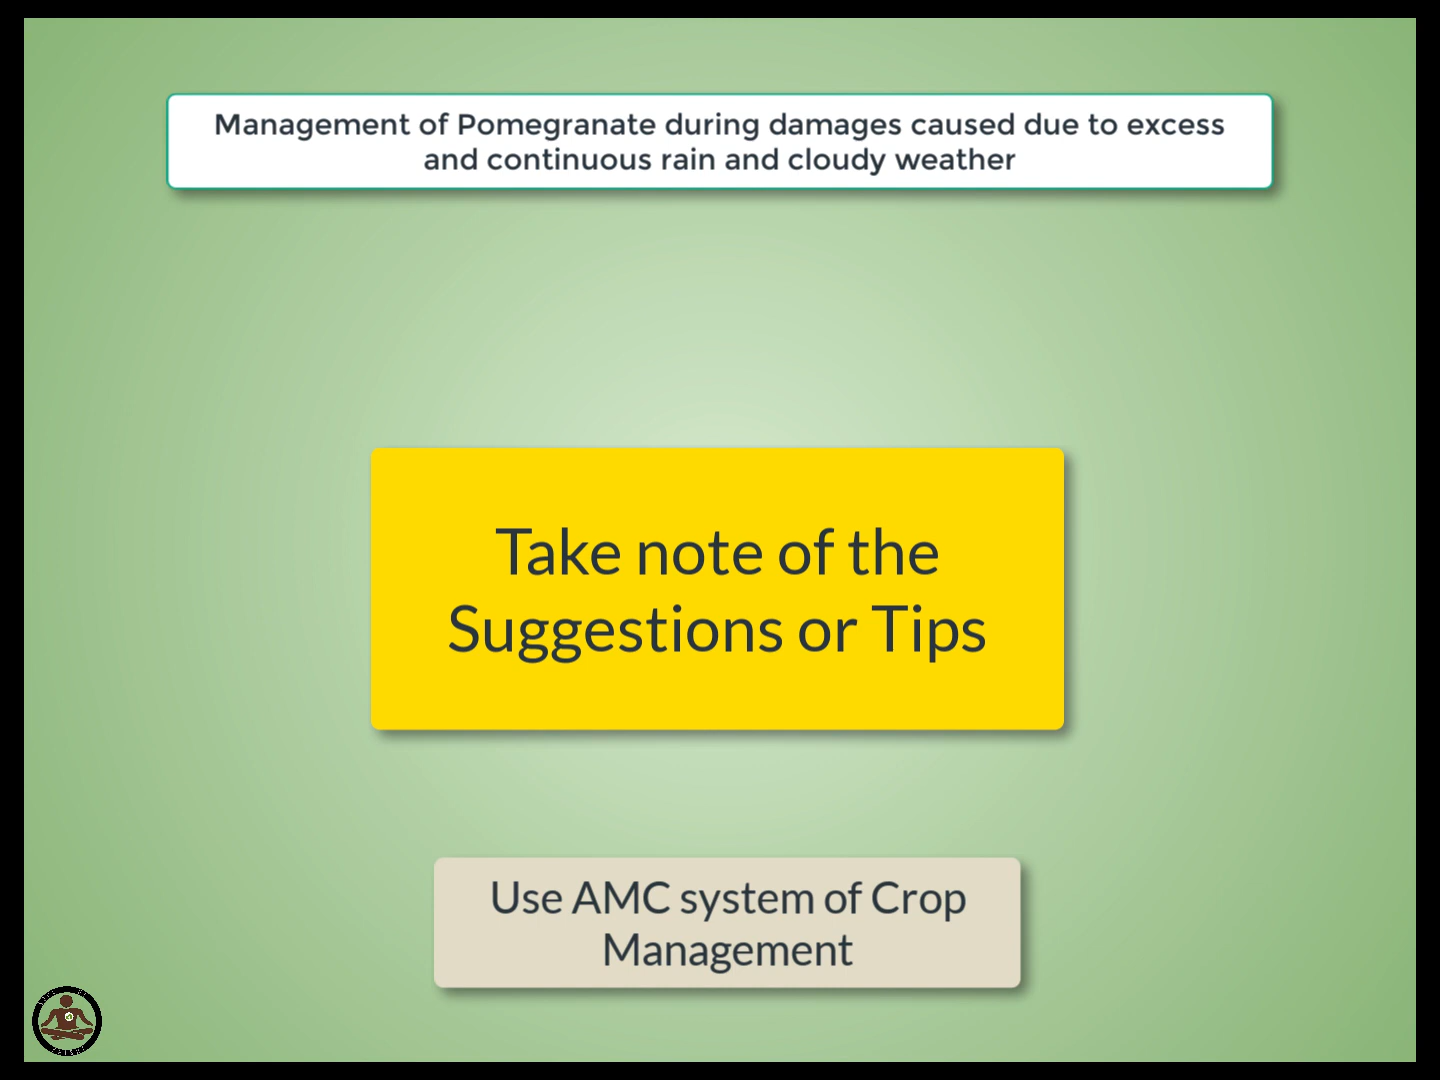 Management of Pomegranate during damages caused due to excess
and continuous rain and cloudy weather
Take note of the
Suggestions or Tips
Use AMC system of Crop
Management